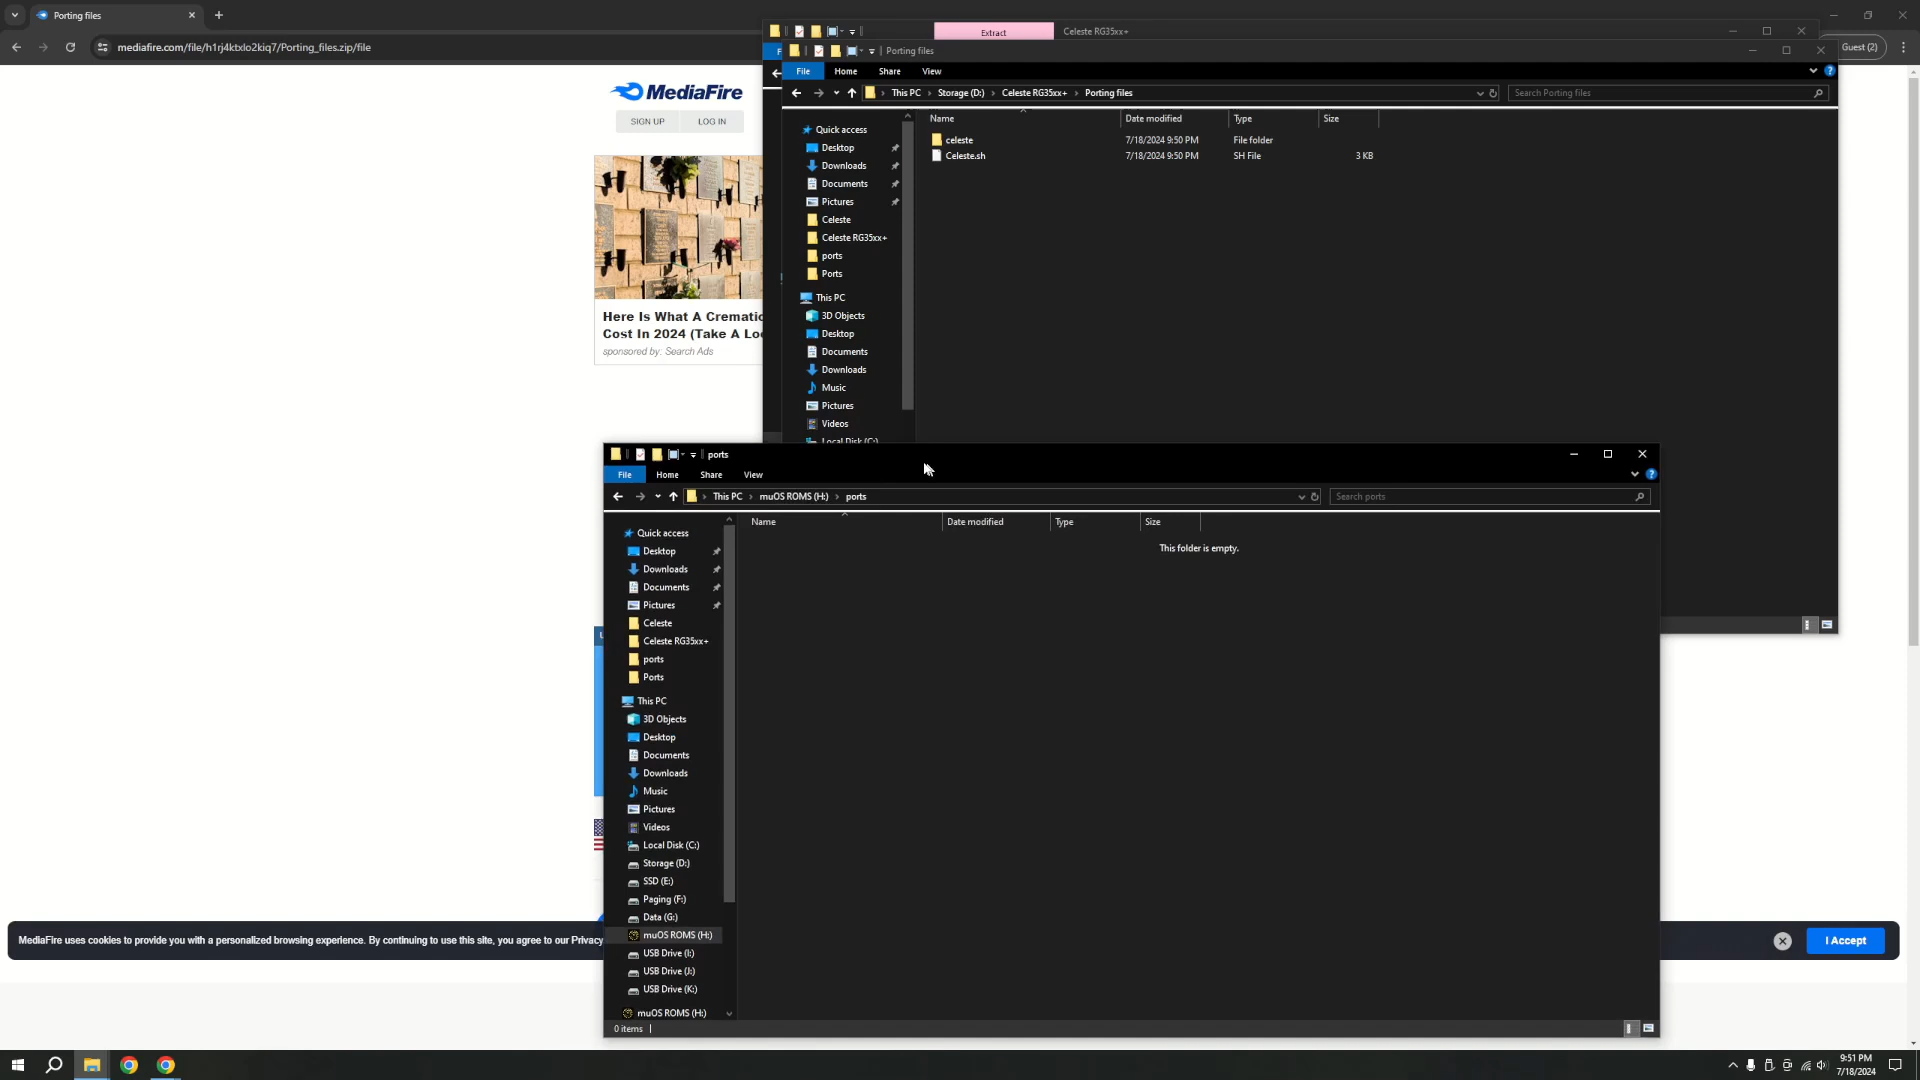 Porting files
mediafire.com/file/h1rj4ktxlo2kiq7/Porting_files.zip/file
Guest (2)
MediaFire
SIGN UP
LOG IN
Here Is What A Crematic
Cost In 2024 (Take A Lo
sponsored by: Search Ads
Extract
Celeste RG35xx+
F
Porting files
File
Home
Share
View
This PC
Storage (D:)
Celeste RG35xx+
Porting files
Search Porting files
Name
Date modified
Type
Size
celeste
7/18/2024 9:50 PM
File folder
Celeste.sh
7/18/2024 9:50 PM
SH File
3 KB
Quick access
Desktop
Downloads
Documents
Pictures
Celeste
Celeste RG35xx+
ports
Ports
This PC
3D Objects
Desktop
Documents
Downloads
Music
Pictures
Videos
Local Disk (C:)
ports
File
Home
Share
View
This PC
muOS ROMS (H:)
ports
Search ports
Name
Date modified
Type
Size
This folder is empty.
Quick access
Desktop
Downloads
Documents
Pictures
Celeste
Celeste RG35xx+
ports
Ports
This PC
3D Objects
Desktop
Documents
Downloads
Music
Pictures
Videos
Local Disk (C:)
Storage (D:)
SSD (E:)
Paging (F:)
Data (G:)
muOS ROMS (H:)
USB Drive (I:)
USB Drive (J:)
USB Drive (K:)
muOS ROMS (H:)
0 items
MediaFire uses cookies to provide you with a personalized browsing experience. By continuing to use this site, you agree to our Privacy
I Accept
9:51 PM
7/18/2024